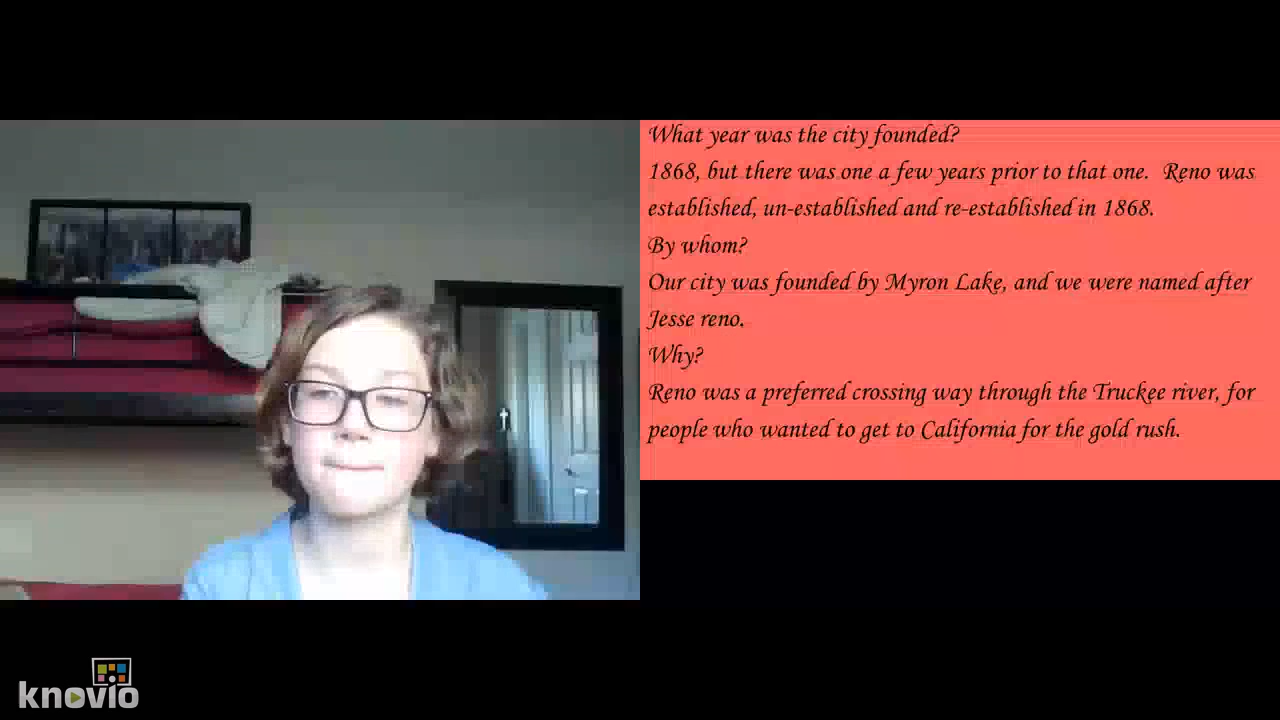 What year was the city founded?
1868, but there was one a few years prior to that one.  Reno was
established, un-established and re-established in 1868.
By whom?
Our city was founded by Myron Lake, and we were named after
Jesse reno.
Why?
Reno was a preferred crossing way through the Truckee river, for
people who wanted to get to California for the gold rush.
knovio